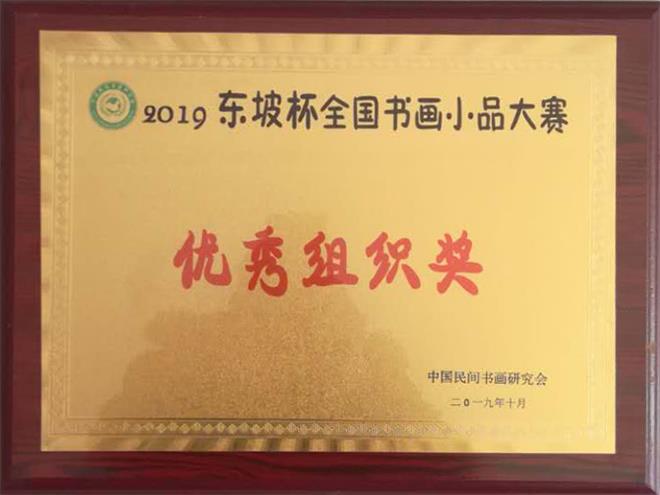 2019 东坡杯全国书画小品大赛
优秀组织奖
中国民间书画研究会
二0一九年十月